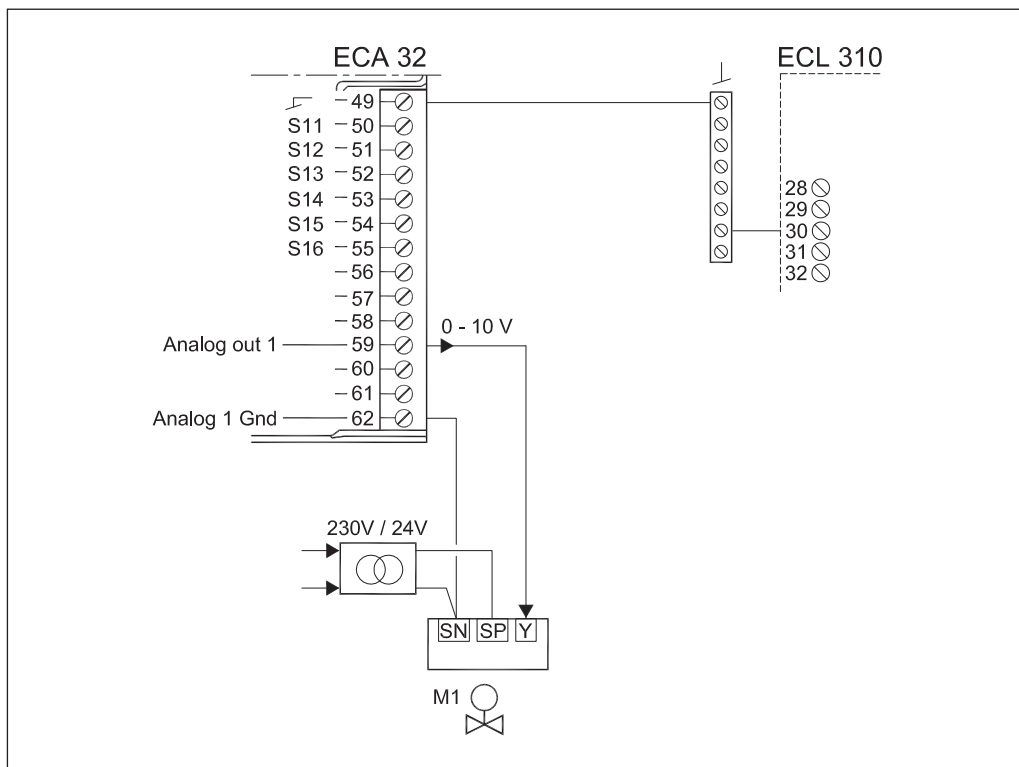 ECA 32
ECL 310
49
S11 50
S12 51
S13 52
S14 53
S15 54
S16 55
56
57
58
Analog out 1 59
60
61
Analog 1 Gnd 62
0 - 10 V
28
29
30
31
32
230V / 24V
SN SP Y
M1